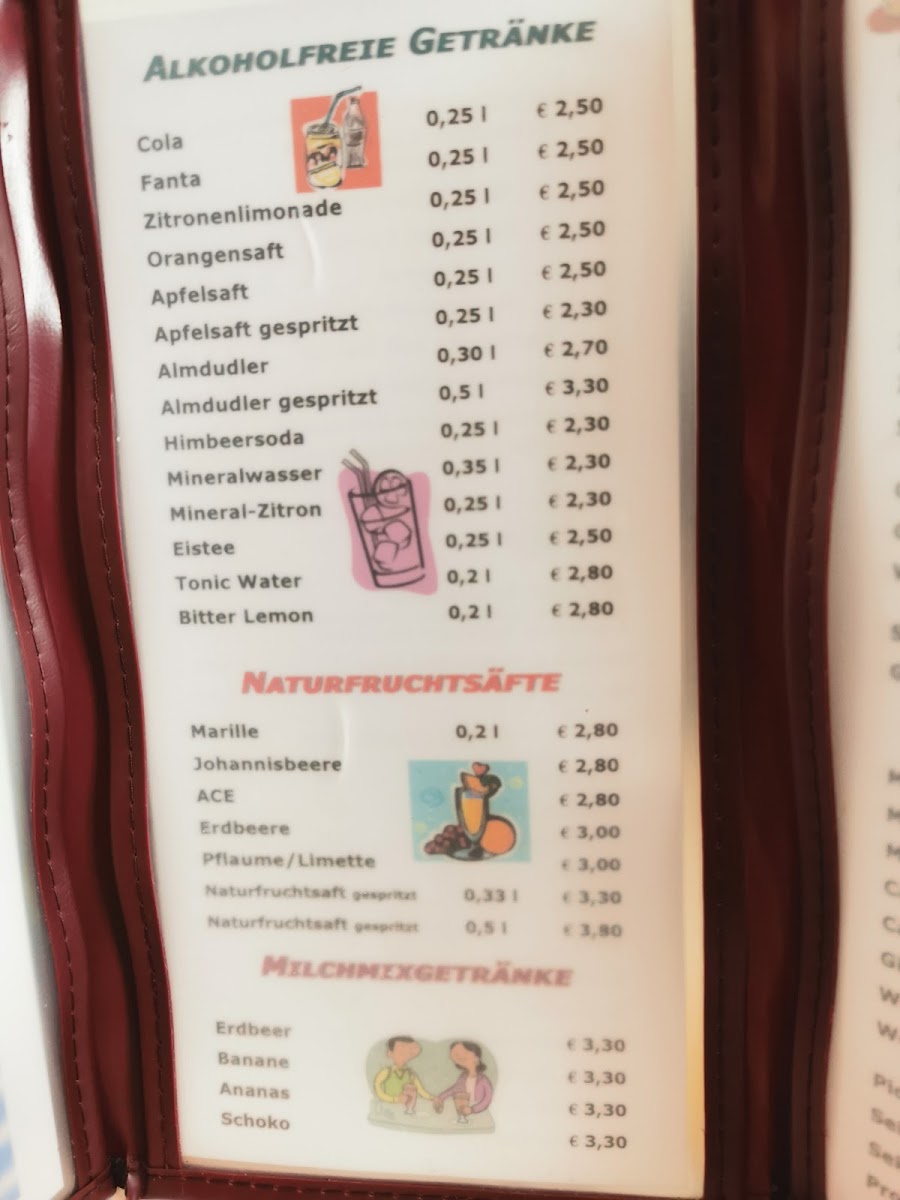 ALKOHOLFREIE GETRÄNKE
Cola 0,25 l € 2,50
Fanta 0,25 l € 2,50
Zitronenlimonade 0,25 l € 2,50
Orangensaft 0,25 l € 2,50
Apfelsaft 0,25 l € 2,50
Apfelsaft gespritzt 0,25 l € 2,30
Almdudler 0,30 l € 2,70
Almdudler gespritzt 0,5 l € 3,30
Himbeersoda 0,25 l € 2,30
Mineralwasser 0,35 l € 2,30
Mineral-Zitron 0,25 l € 2,30
Eistee 0,25 l € 2,50
Tonic Water 0,2 l € 2,80
Bitter Lemon 0,2 l € 2,80
NATURFRUCHTSÄFTE
Marille 0,2 l € 2,80
Johannisbeere € 2,80
ACE € 2,80
Erdbeere € 3,00
Pflaume/Limette € 3,00
Naturfruchtsaft gespritzt 0,33 l € 3,30
Naturfruchtsaft gespritzt 0,5 l € 3,80
MILCHMIXGETRÄNKE
Erdbeer € 3,30
Banane € 3,30
Ananas € 3,30
Schoko € 3,30